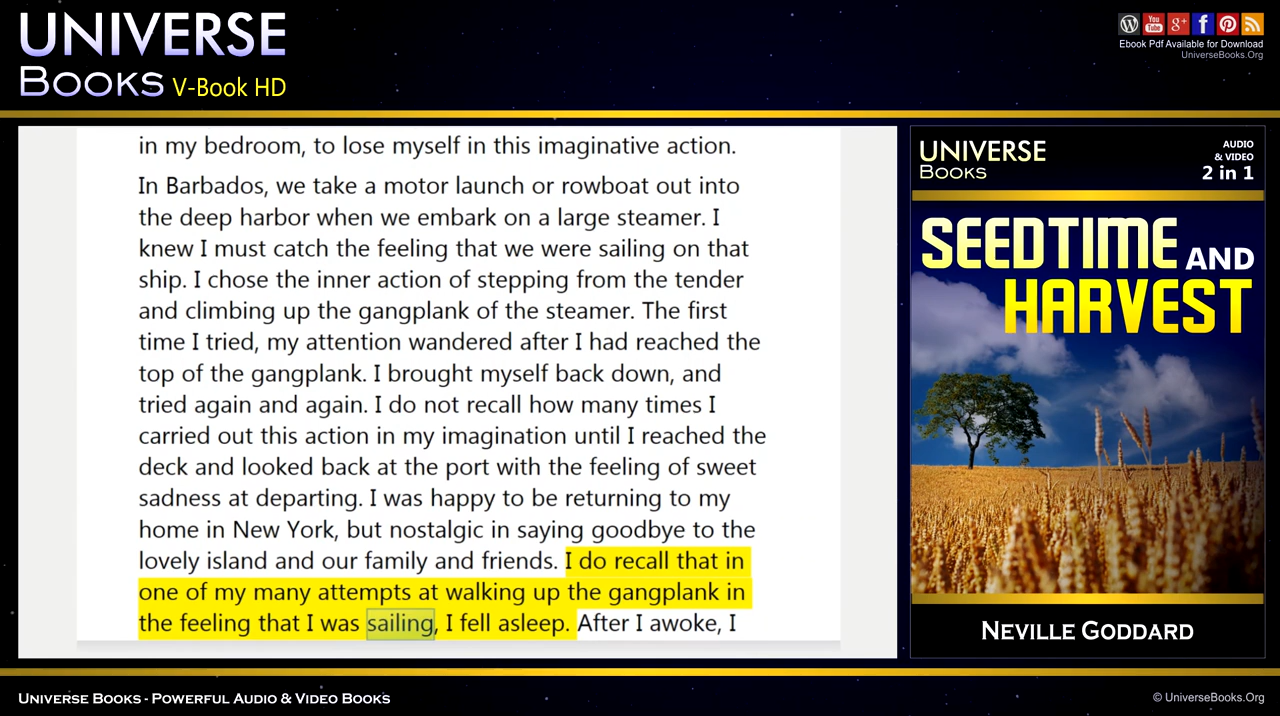 UNIVERSE
BOOKS V-Book HD
You
Tube
g+
f
Ebook Pdf Available for Download
UniverseBooks.Org
in my bedroom, to lose myself in this imaginative action.
In Barbados, we take a motor launch or rowboat out into
the deep harbor when we embark on a large steamer. I
knew I must catch the feeling that we were sailing on that
ship. I chose the inner action of stepping from the tender
and climbing up the gangplank of the steamer. The first
time I tried, my attention wandered after I had reached the
top of the gangplank. I brought myself back down, and
tried again and again. I do not recall how many times I
carried out this action in my imagination until I reached the
deck and looked back at the port with the feeling of sweet
sadness at departing. I was happy to be returning to my
home in New York, but nostalgic in saying goodbye to the
lovely island and our family and friends. I do recall that in
one of my many attempts at walking up the gangplank in
the feeling that I was sailing, I fell asleep. After I awoke, I
UNIVERSE
BOOKS
AUDIO
& VIDEO
2 in 1
SEEDTIME AND
HARVEST
NEVILLE GODDARD
UNIVERSE BOOKS - POWERFUL AUDIO & VIDEO BOOKS
© UniverseBooks.Org